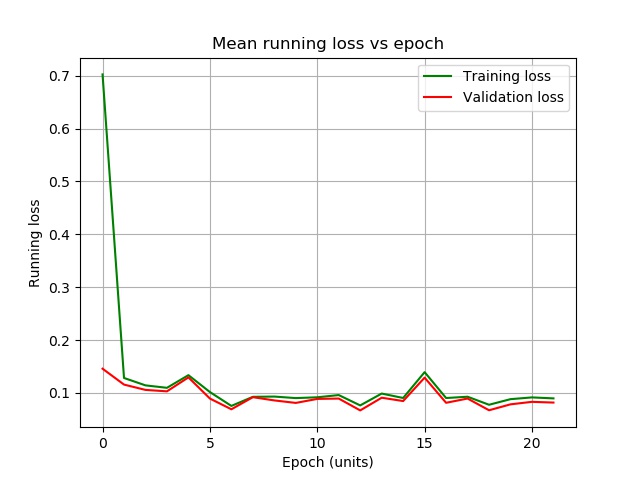 Mean running loss vs epoch
Training loss
Validation loss
Running loss
0.7
0.6
0.5
0.4
0.3
0.2
0.1
0 5 10 15 20
Epoch (units)